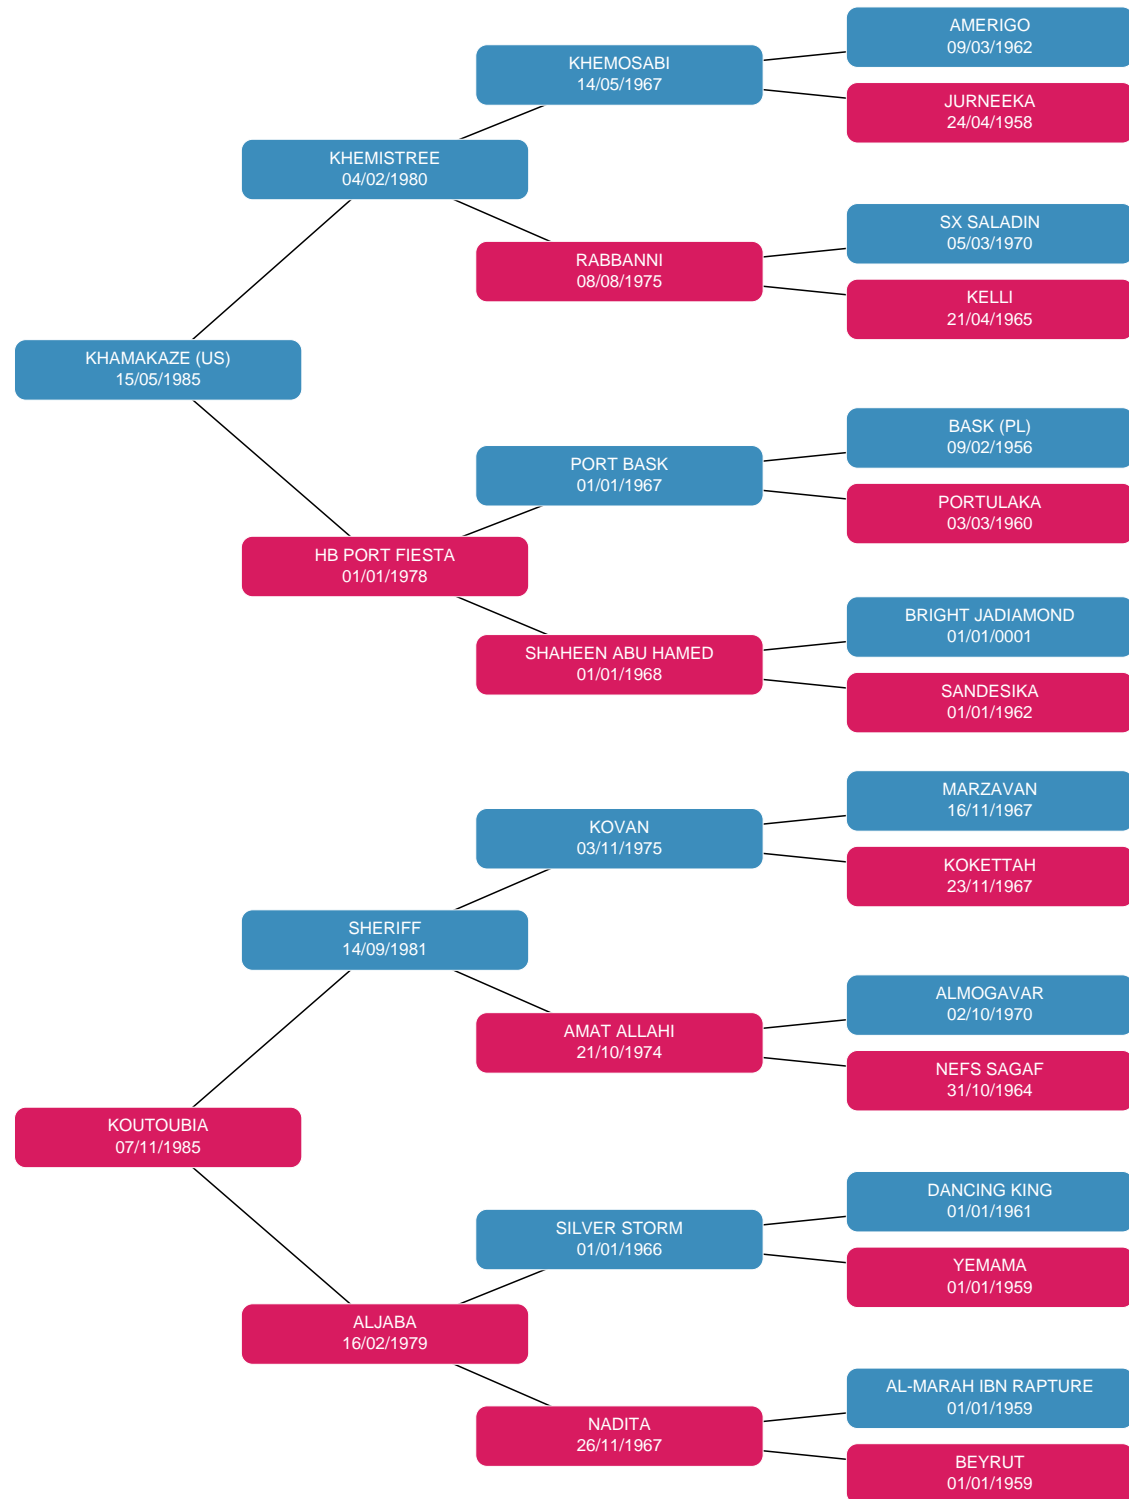 AMERIGO
09/03/1962
KHEMOSABI
14/05/1967
JURNEEKA
24/04/1958
KHEMISTREE
04/02/1980
SX SALADIN
05/03/1970
RABBANNI
08/08/1975
KELLI
21/04/1965
KHAMAKAZE (US)
15/05/1985
BASK (PL)
09/02/1956
PORT BASK
01/01/1967
PORTULAKA
03/03/1960
HB PORT FIESTA
01/01/1978
BRIGHT JADIAMOND
01/01/0001
SHAHEEN ABU HAMED
01/01/1968
SANDESIKA
01/01/1962
MARZAVAN
16/11/1967
KOVAN
03/11/1975
KOKETTAH
23/11/1967
SHERIFF
14/09/1981
ALMOGAVAR
02/10/1970
AMAT ALLAHI
21/10/1974
NEFS SAGAF
31/10/1964
KOUTOUBIA
07/11/1985
DANCING KING
01/01/1961
SILVER STORM
01/01/1966
YEMAMA
01/01/1959
ALJABA
16/02/1979
AL-MARAH IBN RAPTURE
01/01/1959
NADITA
26/11/1967
BEYRUT
01/01/1959